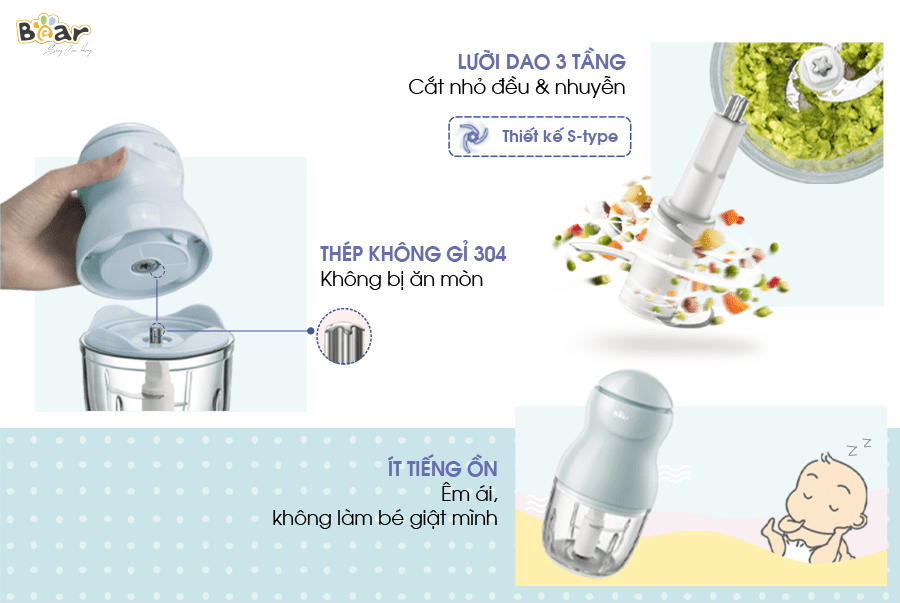 Bear
LƯỠI DAO 3 TẦNG
Cắt nhỏ đều & nhuyễn
Thiết kế S-type
THÉP KHÔNG GỈ 304
Không bị ăn mòn
ÍT TIẾNG ỒN
Êm ái,
không làm bé giật mình
Bear
z z